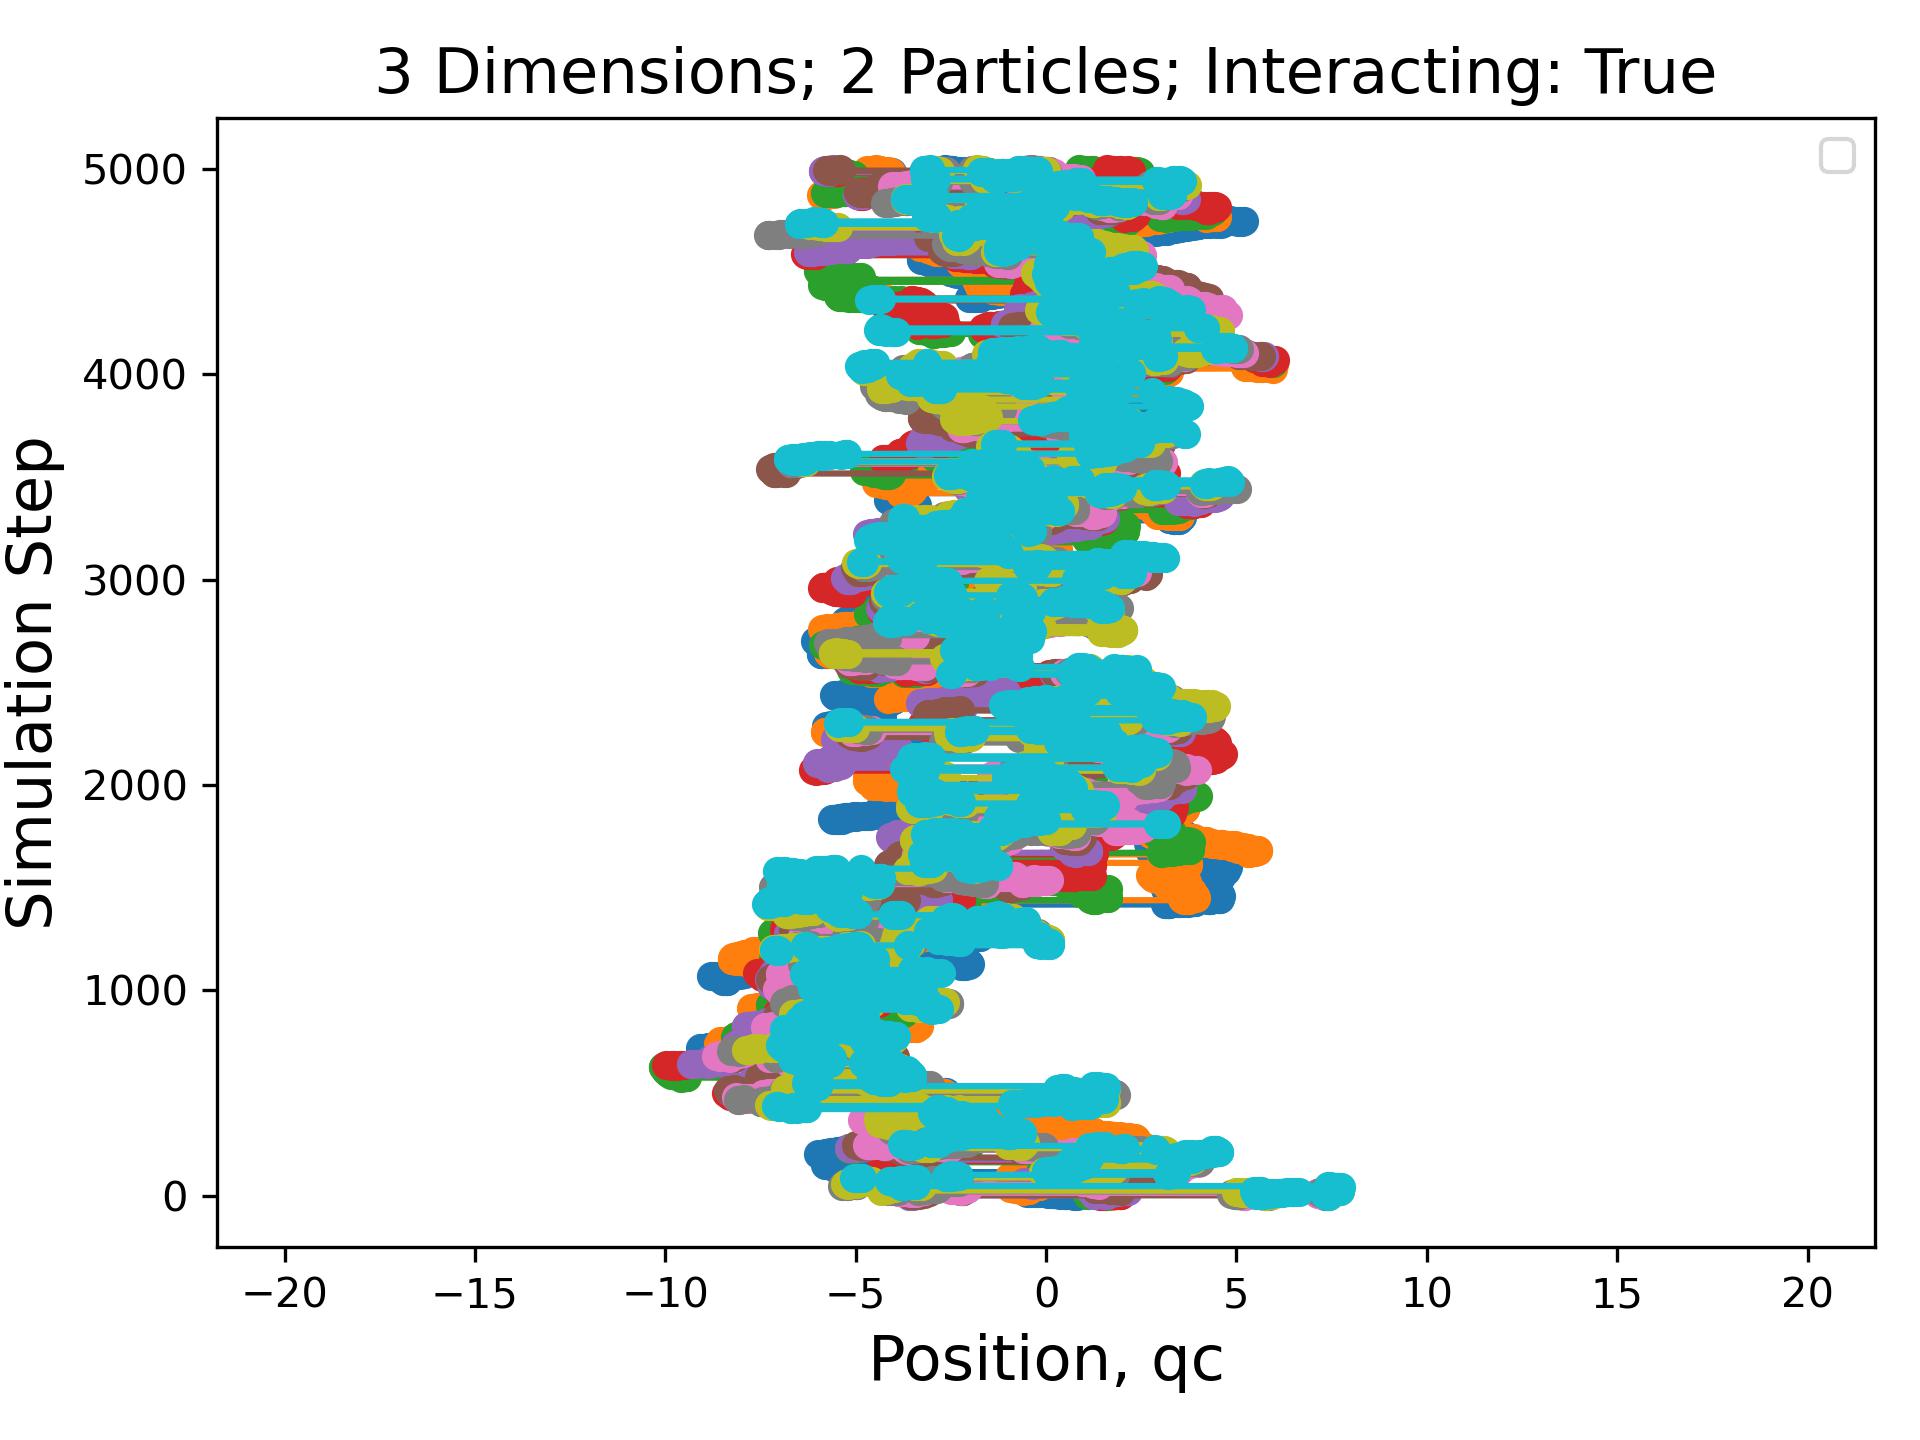 3 Dimensions; 2 Particles; Interacting: True
Simulation Step
5000
4000
3000
2000
1000
0
−20 −15 −10 −5 0 5 10 15 20
Position, qc